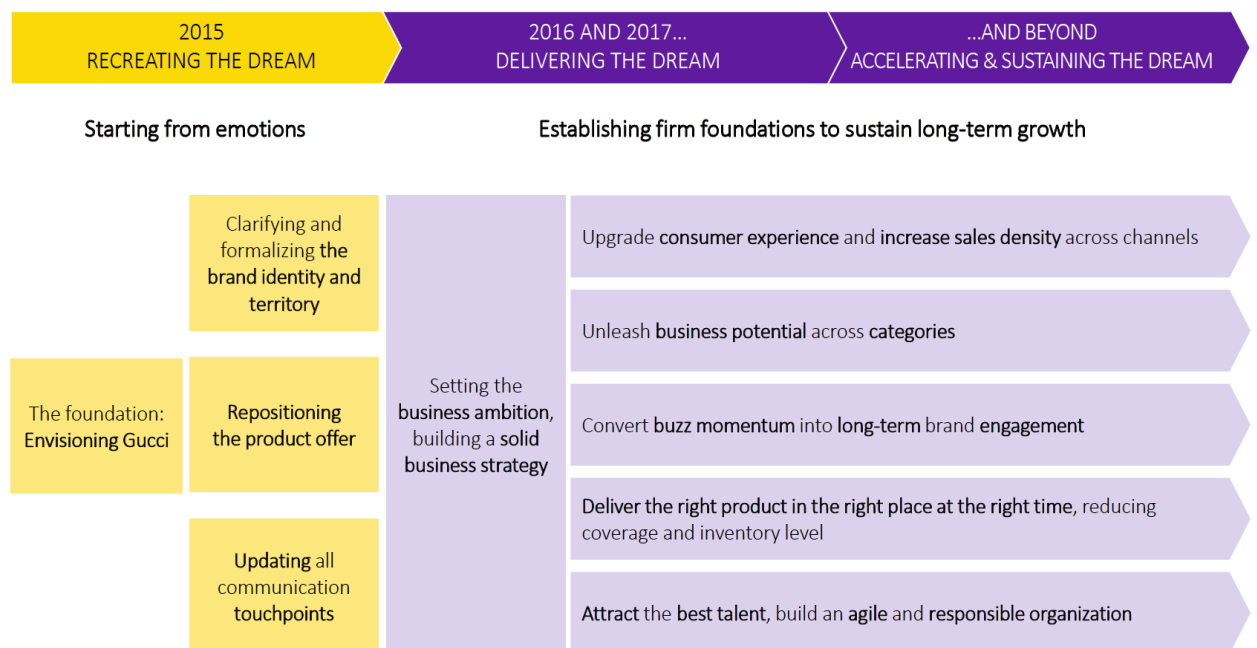 2015
RECREATING THE DREAM
2016 AND 2017...
DELIVERING THE DREAM
...AND BEYOND
ACCELERATING & SUSTAINING THE DREAM
Starting from emotions
Establishing firm foundations to sustain long-term growth
The foundation:
Envisioning Gucci
Clarifying and
formalizing the
brand identity and
territory
Repositioning
the product offer
Updating all
communication
touchpoints
Setting the
business ambition,
building a solid
business strategy
Upgrade consumer experience and increase sales density across channels
Unleash business potential across categories
Convert buzz momentum into long-term brand engagement
Deliver the right product in the right place at the right time, reducing
coverage and inventory level
Attract the best talent, build an agile and responsible organization